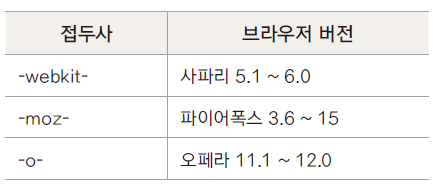 접두사 브라우저 버전
-webkit- 사파리 5.1 ~ 6.0
-moz- 파이어폭스 3.6 ~ 15
-o- 오페라 11.1 ~ 12.0